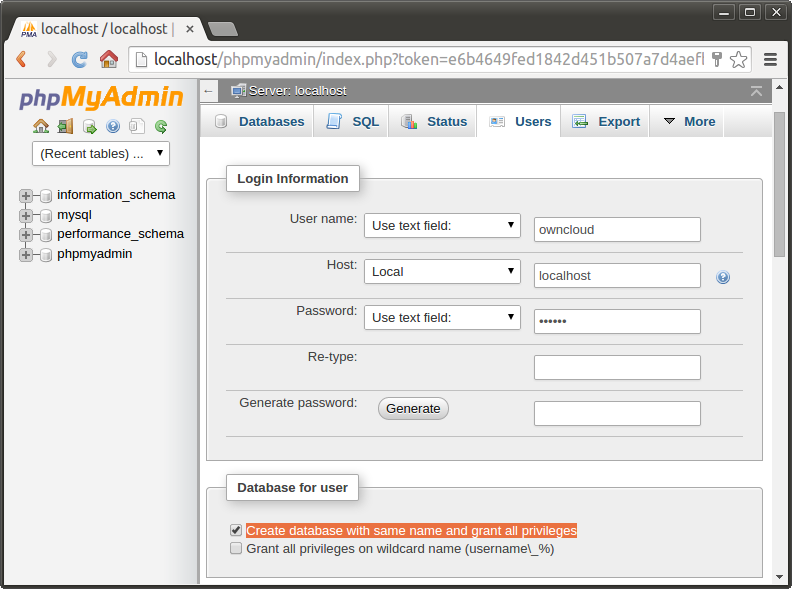 localhost / localhost |
localhost/phpmyadmin/index.php?token=e6b4649fed1842d451b507a7d4aefl
phpMyAdmin
(Recent tables) ...
information_schema
mysql
performance_schema
phpmyadmin
Server: localhost
Databases SQL Status Users Export More
Login Information
User name: Use text field: owncloud
Host: Local localhost
Password: Use text field: ••••••
Re-type:
Generate password: Generate
Database for user
Create database with same name and grant all privileges
Grant all privileges on wildcard name (username\_%)